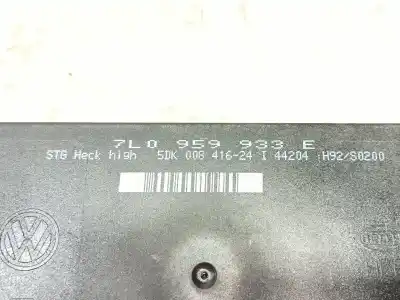 7L0 959 933 E
STG Heck high 5DK 008 416-24 I 44204 H92/S0200